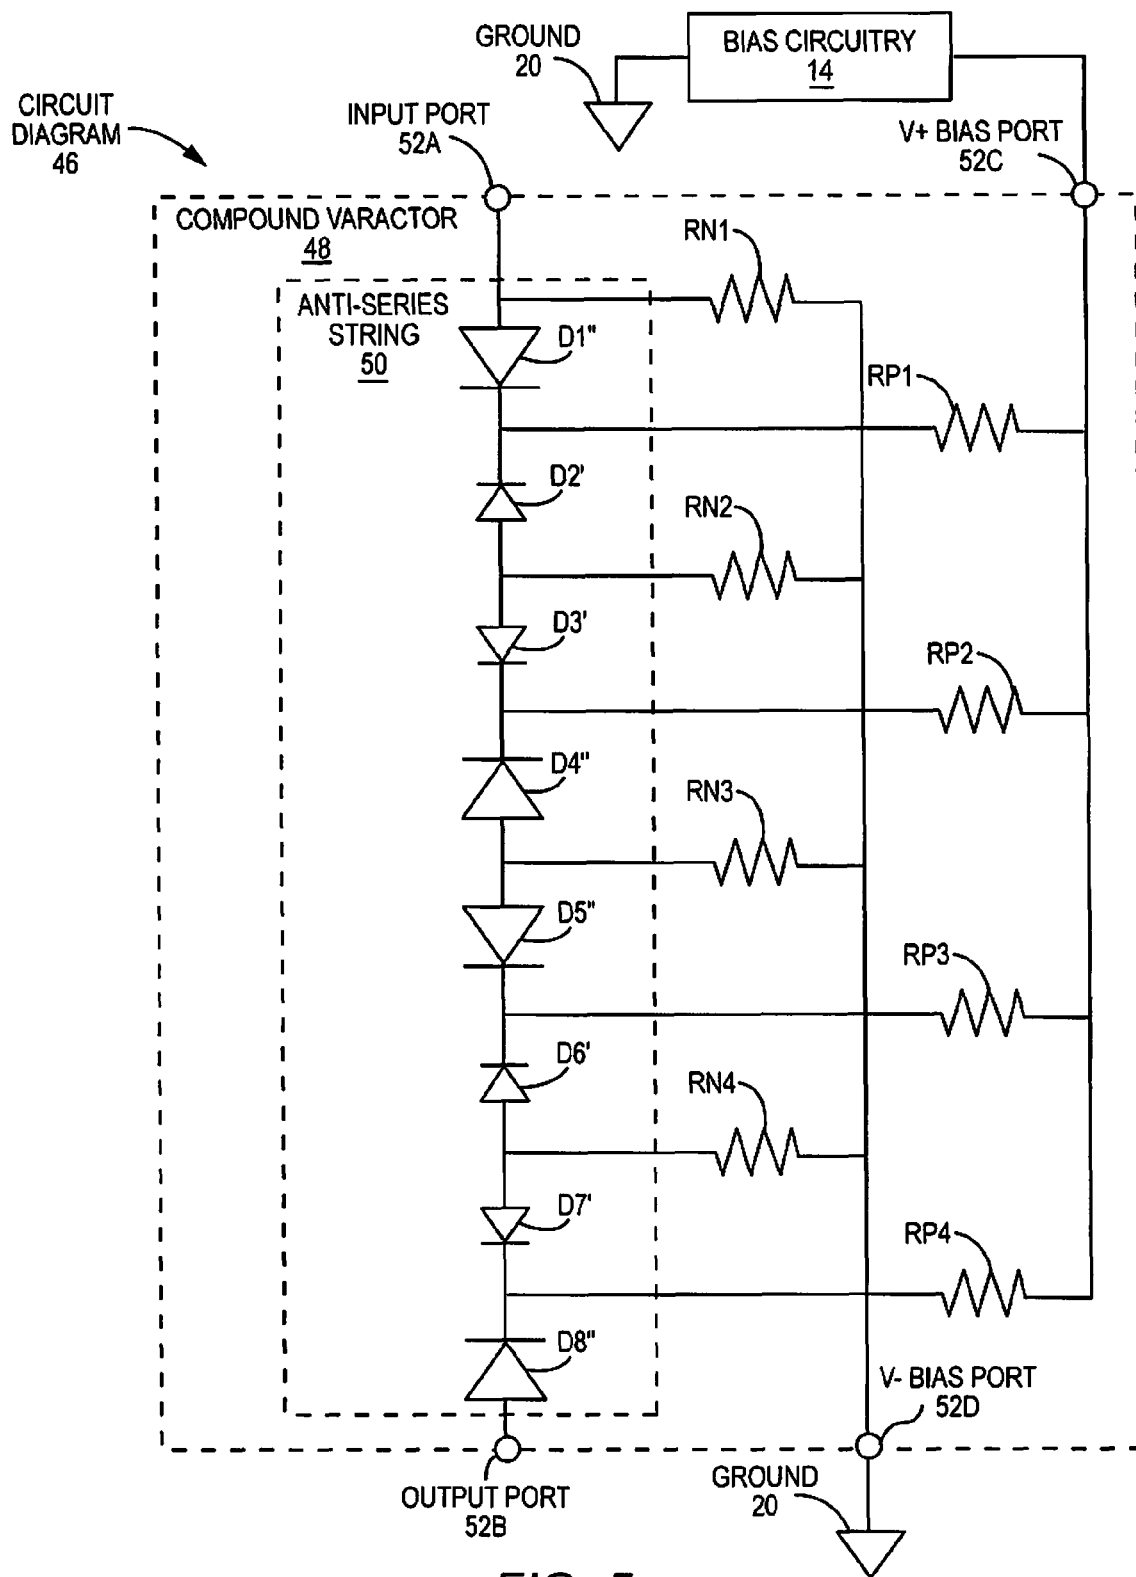 GROUND
20
BIAS CIRCUITRY
14
CIRCUIT
DIAGRAM
46
INPUT PORT
52A
V+ BIAS PORT
52C
COMPOUND VARACTOR
48
RN1
ANTI-SERIES
STRING
50
D1"
RP1
D2'
RN2
D3'
RP2
D4"
RN3
D5"
RP3
D6'
RN4
D7'
RP4
D8"
V- BIAS PORT
52D
OUTPUT PORT
52B
GROUND
20